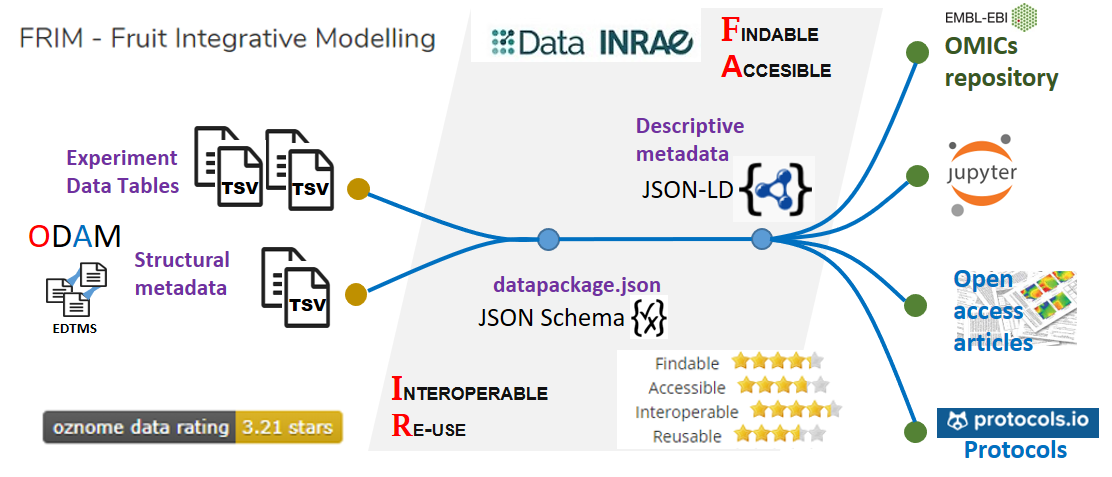 FRIM - Fruit Integrative Modelling
Data INRAE
FINDABLE
ACCESIBLE
EMBL-EBI
OMICs
repository
Experiment
Data Tables
TSV
TSV
Descriptive
metadata
JSON-LD
jupyter
ODAM
EDTMS
Structural
metadata
TSV
datapackage.json
JSON Schema
Open
access
articles
INTEROPERABLE
RE-USE
Findable
Accessible
Interoperable
Reusable
oznome data rating 3.21 stars
protocols.io
Protocols